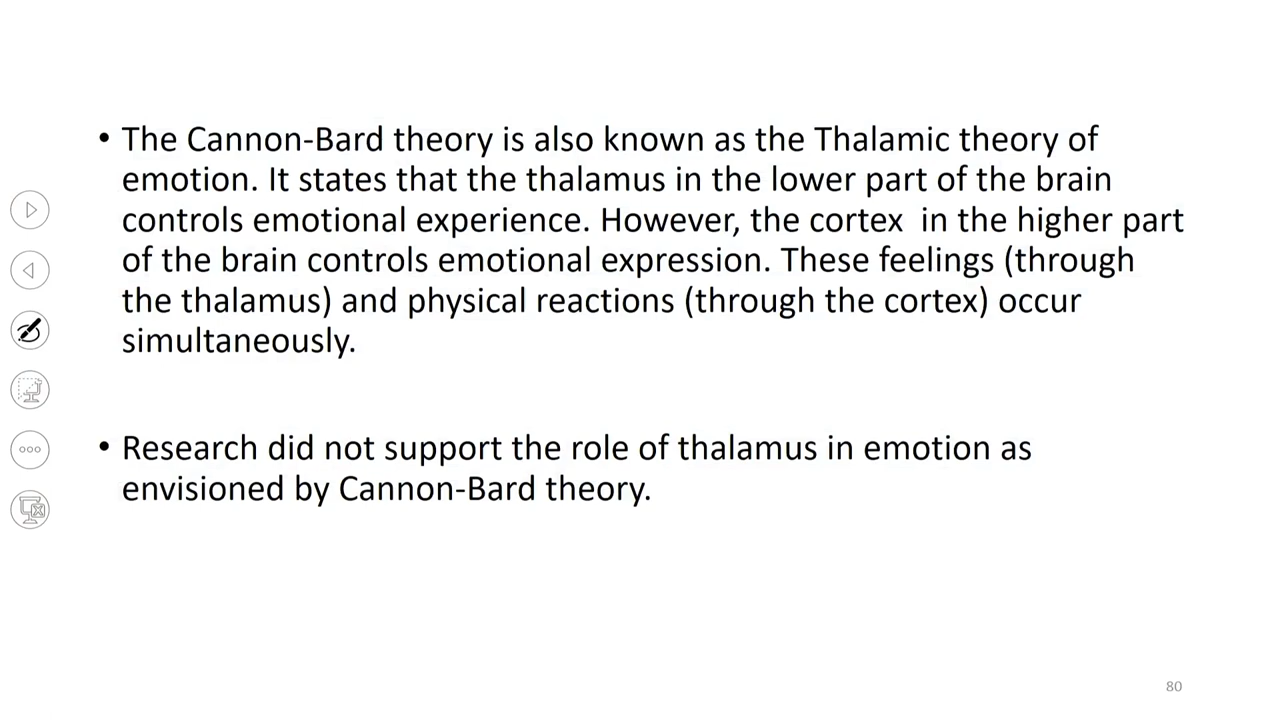 • The Cannon-Bard theory is also known as the Thalamic theory of
emotion. It states that the thalamus in the lower part of the brain
controls emotional experience. However, the cortex  in the higher part
of the brain controls emotional expression. These feelings (through
the thalamus) and physical reactions (through the cortex) occur
simultaneously.
• Research did not support the role of thalamus in emotion as
envisioned by Cannon-Bard theory.
80